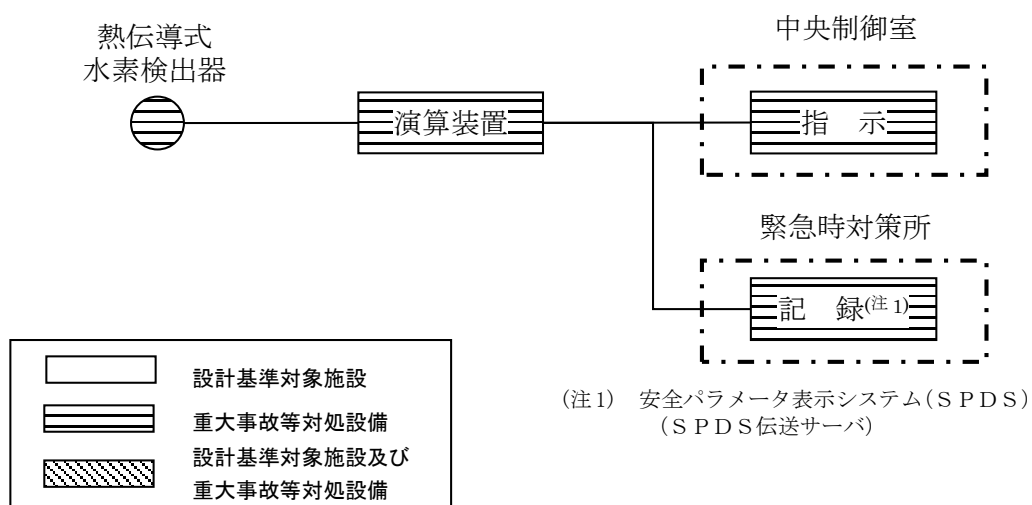 熱伝導式
水素検出器
演算装置
中央制御室
指　示
緊急時対策所
記　録(注1)
設計基準対象施設
重大事故等対処設備
設計基準対象施設及び
重大事故等対処設備
(注1)　安全パラメータ表示システム(ＳＰＤＳ)
(ＳＰＤＳ伝送サーバ)